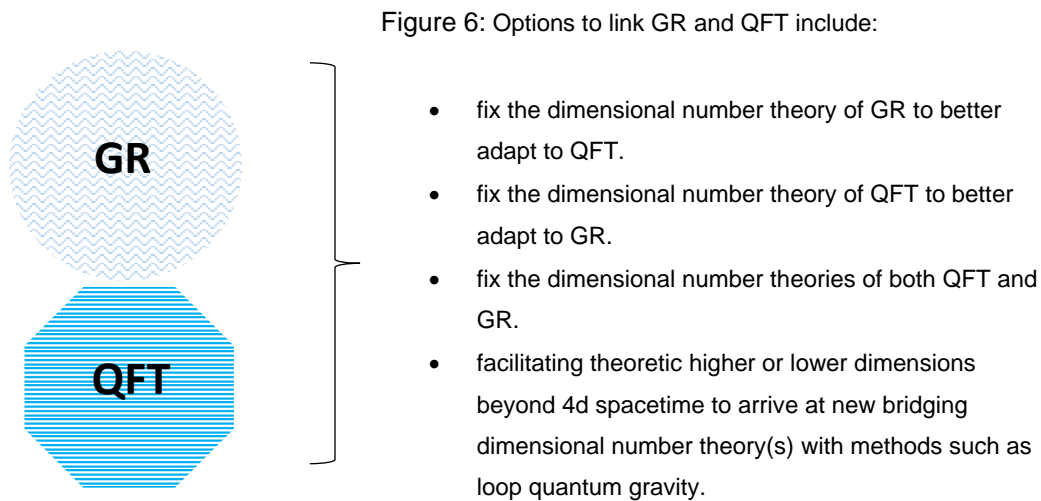 Figure 6: Options to link GR and QFT include:
GR
QFT
• fix the dimensional number theory of GR to better
adapt to QFT.
• fix the dimensional number theory of QFT to better
adapt to GR.
• fix the dimensional number theories of both QFT and
GR.
• facilitating theoretic higher or lower dimensions
beyond 4d spacetime to arrive at new bridging
dimensional number theory(s) with methods such as
loop quantum gravity.